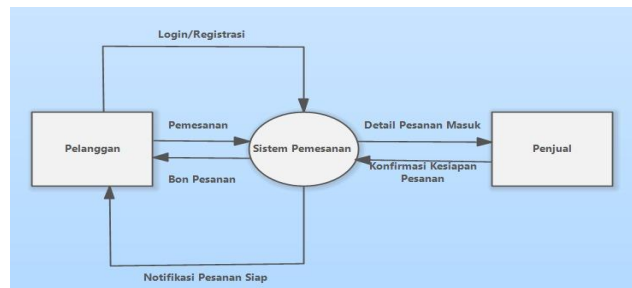 Login/Registrasi
Pemesanan
Detail Pesanan Masuk
Pelanggan
Sistem Pemesanan
Penjual
Bon Pesanan
Konfirmasi Kesiapan
Pesanan
Notifikasi Pesanan Siap